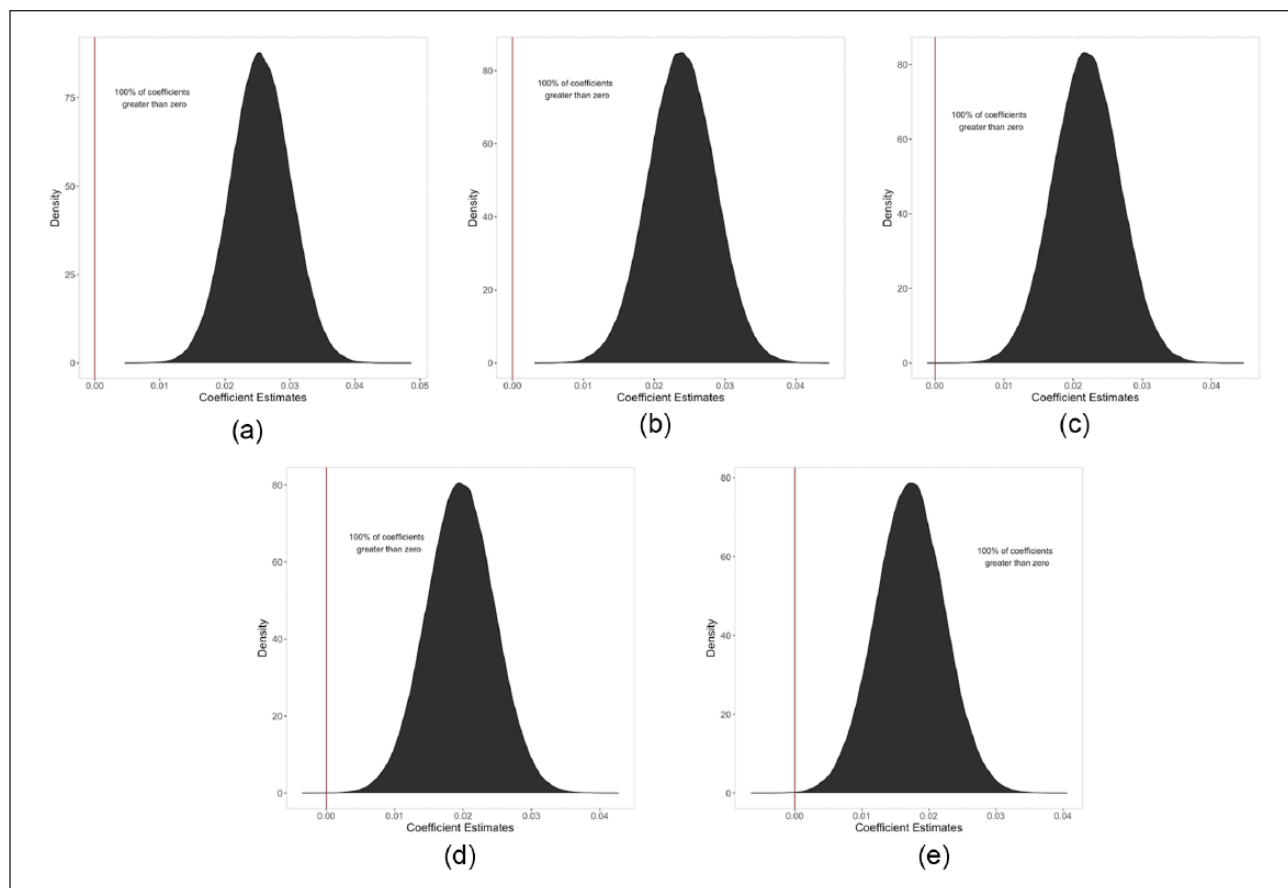 75
50
25
0
Density
100% of coefficients
greater than zero
0.00 0.01 0.02 0.03 0.04 0.05
Coefficient Estimates
(a)
80
60
40
20
0
Density
100% of coefficients
greater than zero
0.00 0.01 0.02 0.03 0.04
Coefficient Estimates
(b)
80
60
40
20
0
Density
100% of coefficients
greater than zero
0.00 0.01 0.02 0.03 0.04
Coefficient Estimates
(c)
80
60
40
20
0
Density
100% of coefficients
greater than zero
0.00 0.01 0.02 0.03 0.04
Coefficient Estimates
(d)
80
60
40
20
0
Density
100% of coefficients
greater than zero
0.00 0.01 0.02 0.03 0.04
Coefficient Estimates
(e)